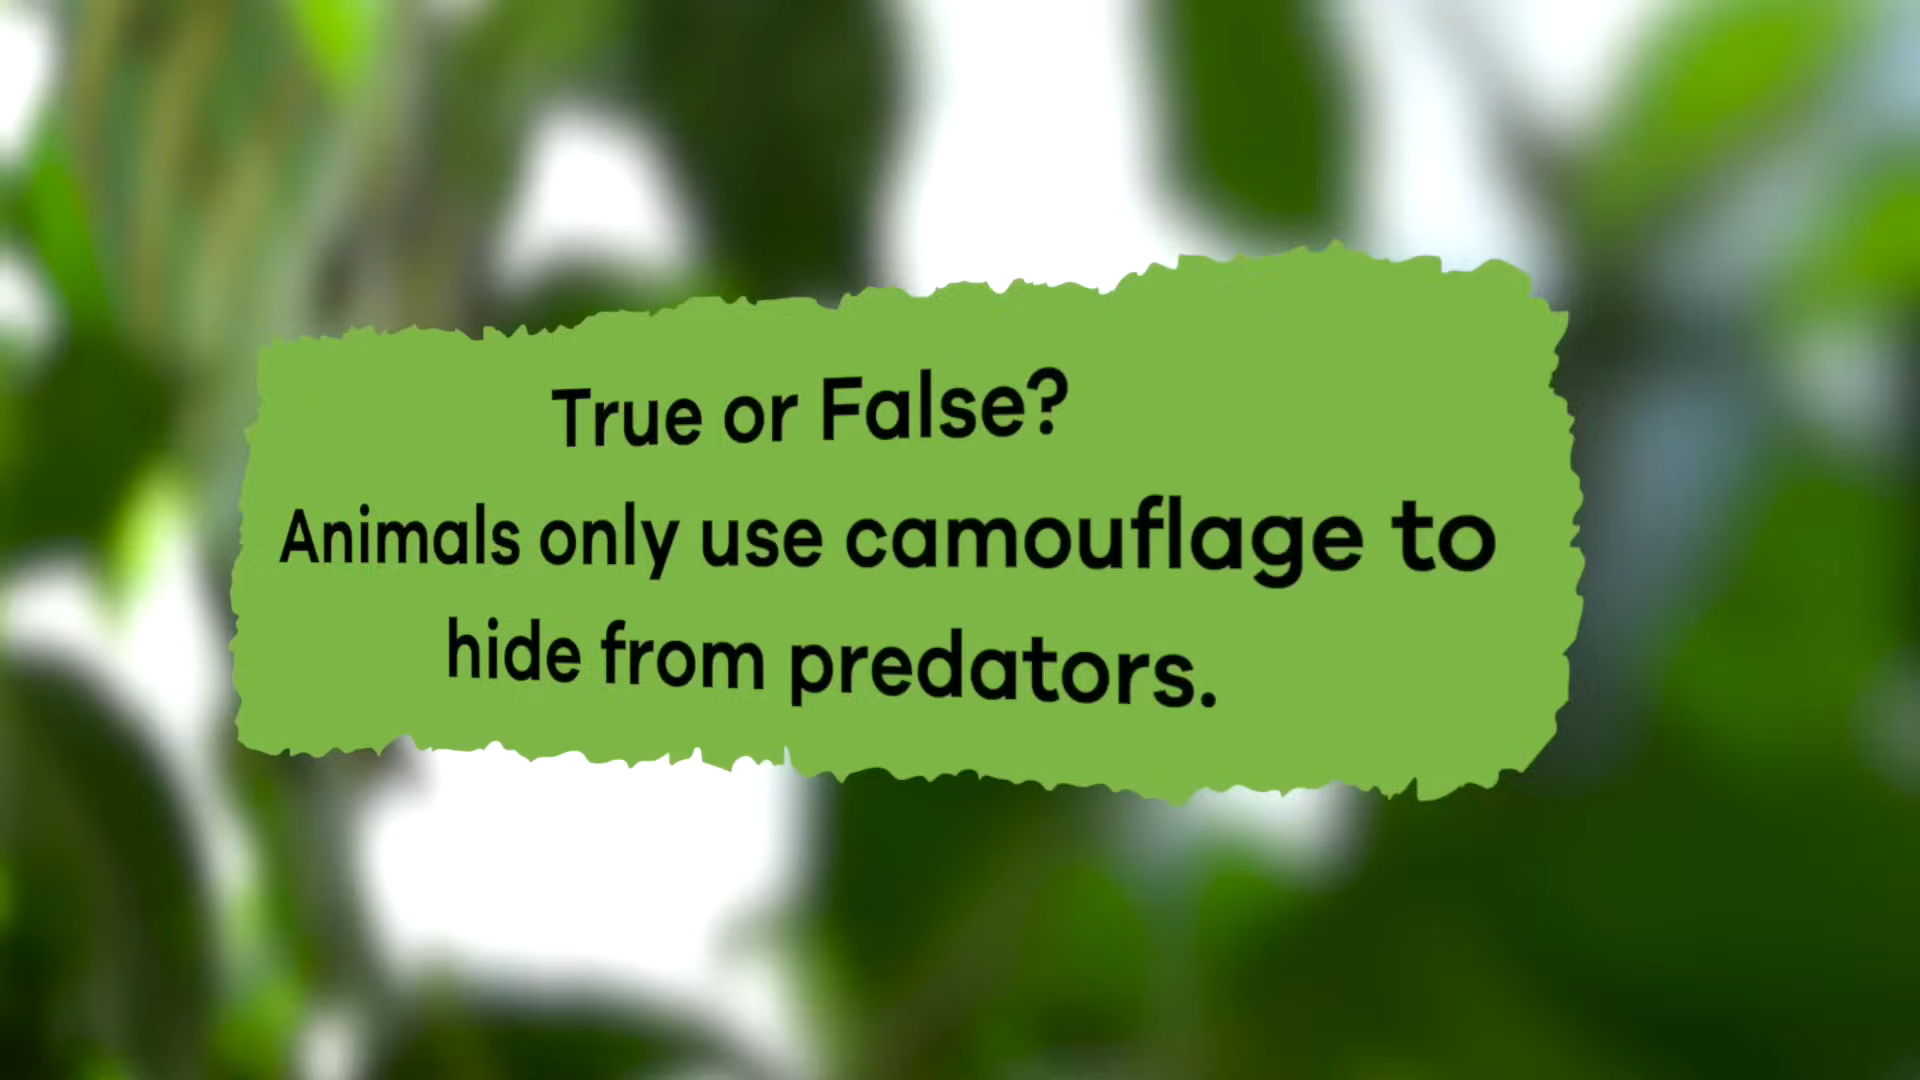 True or False?
Animals only use camouflage to
hide from predators.